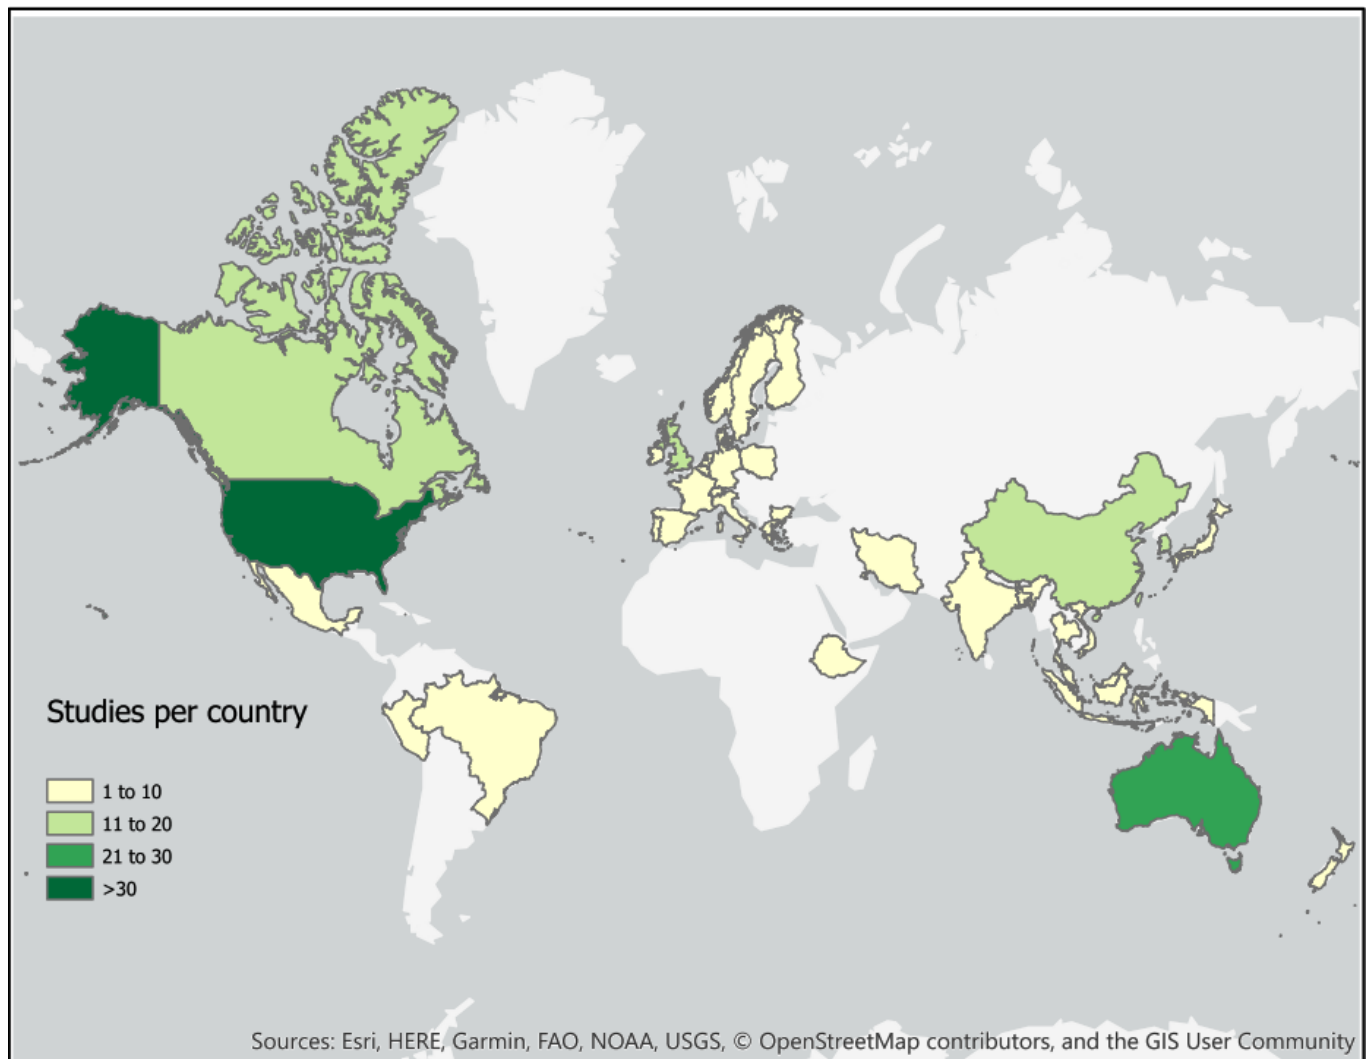 Studies per country
1 to 10
11 to 20
21 to 30
>30
Sources: Esri, HERE, Garmin, FAO, NOAA, USGS, © OpenStreetMap contributors, and the GIS User Community